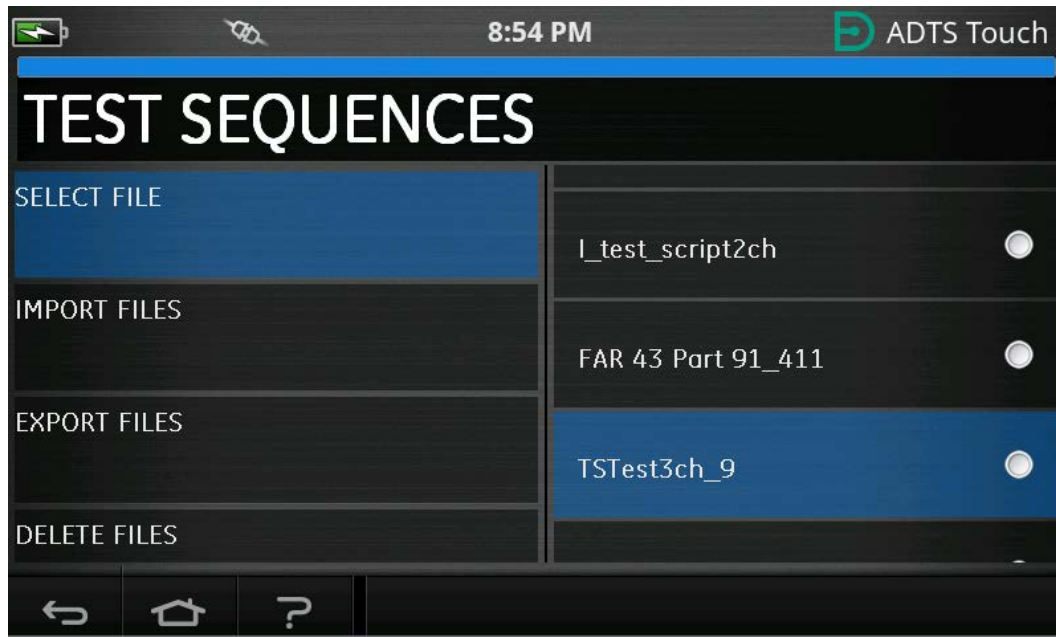 8:54 PM
ADTS Touch
TEST SEQUENCES
SELECT FILE
IMPORT FILES
EXPORT FILES
DELETE FILES
I_test_script2ch
FAR 43 Part 91_411
TSTest3ch_9
?